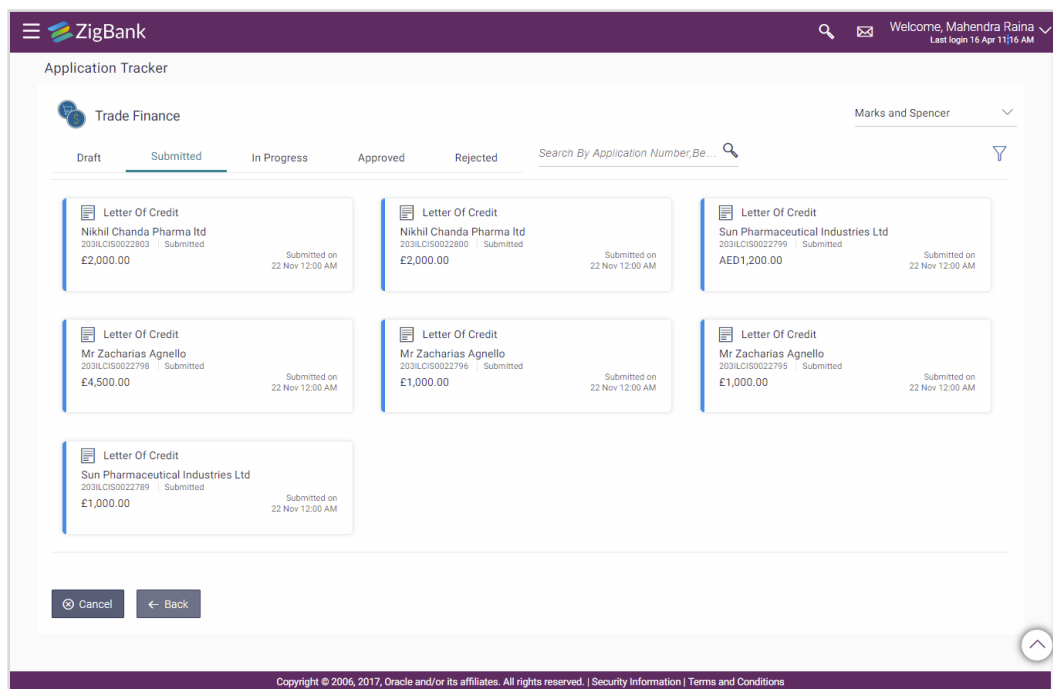 ZigBank
Welcome, Mahendra Raina
Last login 16 Apr 11:16 AM
Application Tracker
Trade Finance
Marks and Spencer
Draft
Submitted
In Progress
Approved
Rejected
Search By Application Number,Be...
Letter Of Credit
Nikhil Chanda Pharma ltd
203ILCIS0022803 | Submitted
£2,000.00
Submitted on
22 Nov 12:00 AM
Letter Of Credit
Nikhil Chanda Pharma ltd
203ILCIS0022800 | Submitted
£2,000.00
Submitted on
22 Nov 12:00 AM
Letter Of Credit
Sun Pharmaceutical Industries Ltd
203ILCIS0022799 | Submitted
AED1,200.00
Submitted on
22 Nov 12:00 AM
Letter Of Credit
Mr Zacharias Agnello
203ILCIS0022798 | Submitted
£4,500.00
Submitted on
22 Nov 12:00 AM
Letter Of Credit
Mr Zacharias Agnello
203ILCIS0022796 | Submitted
£1,000.00
Submitted on
22 Nov 12:00 AM
Letter Of Credit
Mr Zacharias Agnello
203ILCIS0022795 | Submitted
£1,000.00
Submitted on
22 Nov 12:00 AM
Letter Of Credit
Sun Pharmaceutical Industries Ltd
203ILCIS0022789 | Submitted
£1,000.00
Submitted on
22 Nov 12:00 AM
Cancel
Back
Copyright © 2006, 2017, Oracle and/or its affiliates. All rights reserved. | Security Information | Terms and Conditions